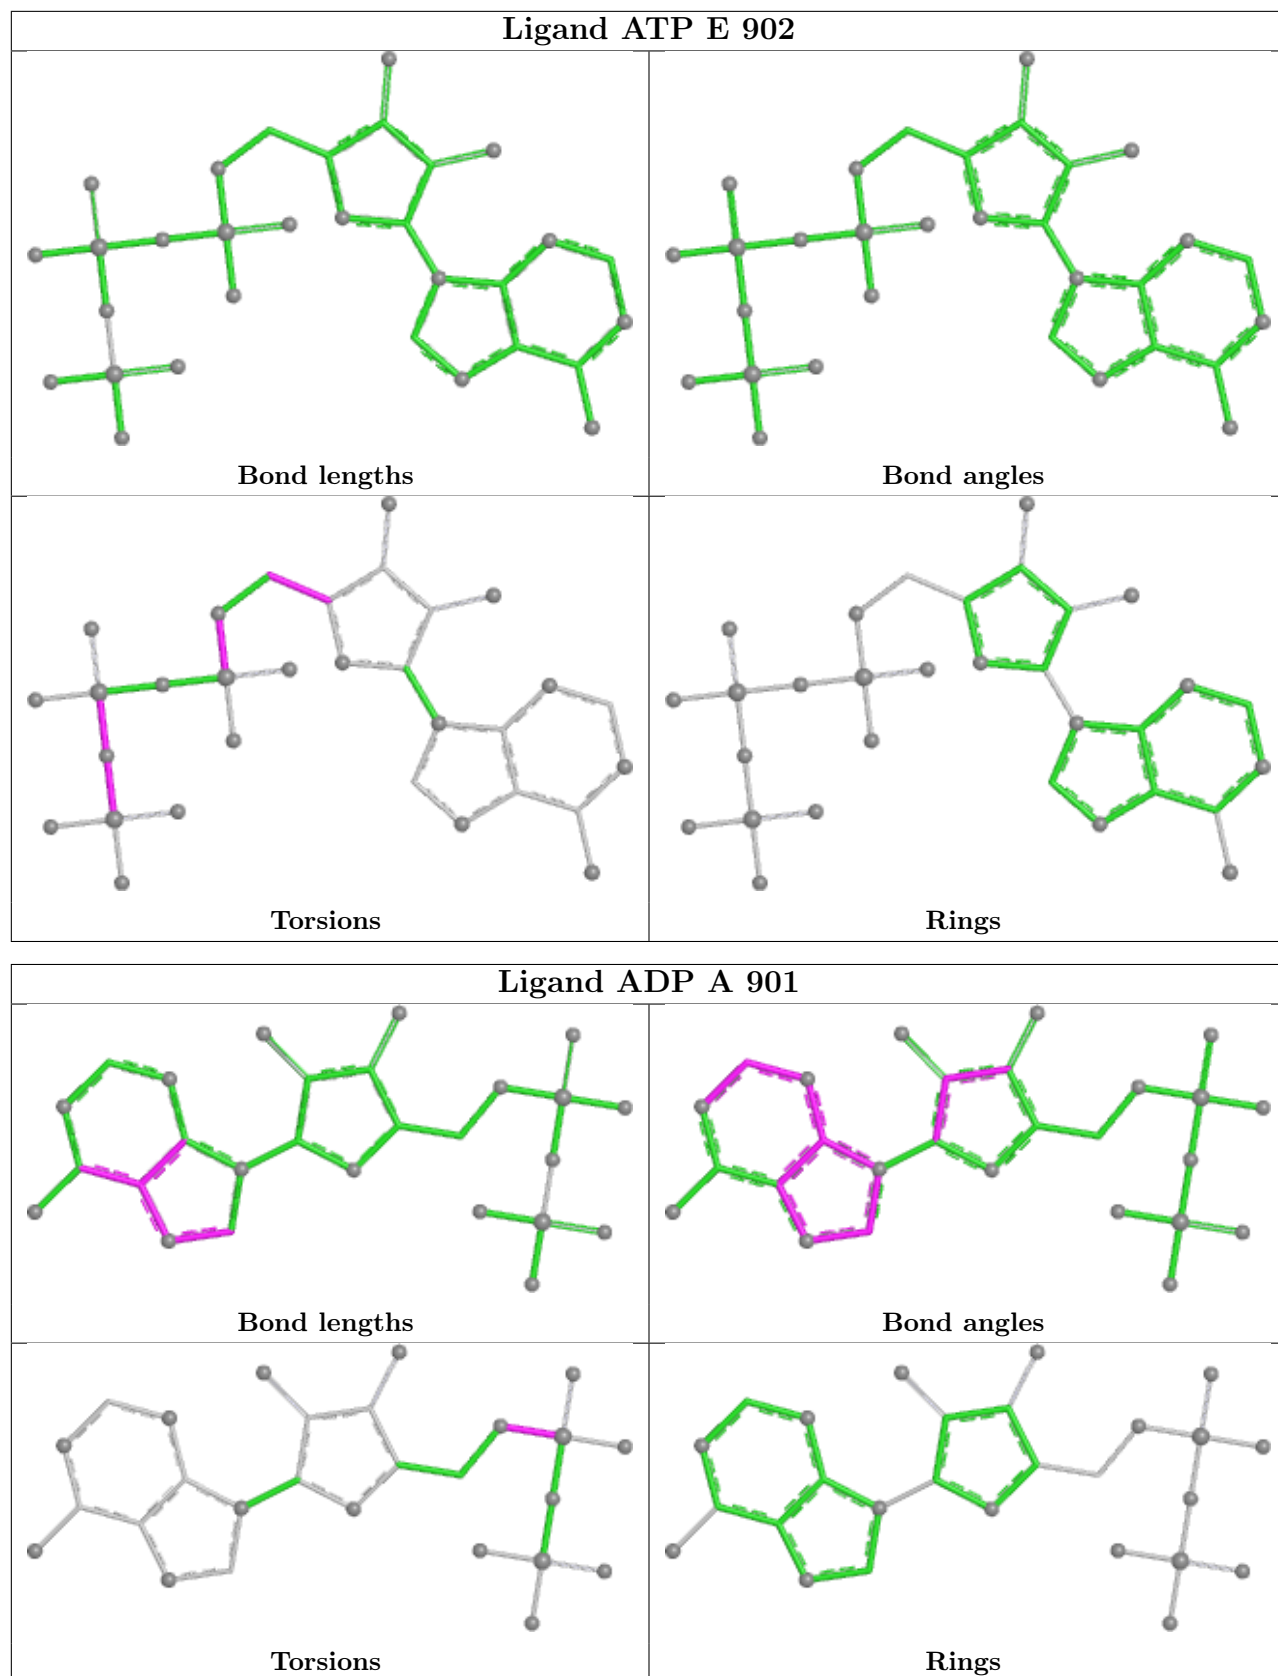 Ligand ATP E 902
Bond lengths
Bond angles
Torsions
Rings
Ligand ADP A 901
Bond lengths
Bond angles
Torsions
Rings